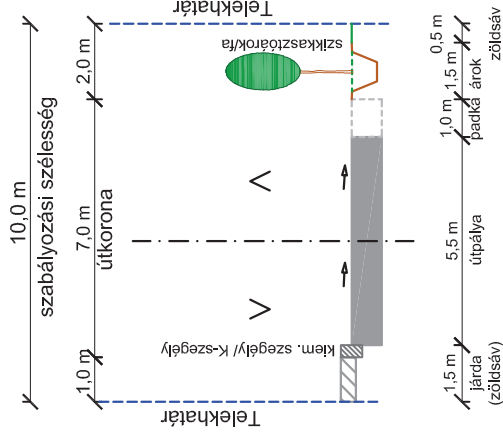 10,0 m
szabályozási szélesség
1,0 m
7,0 m
útkorona
2,0 m
Telekhatár
Telekhatár
kiem. szegély/ K-szegély
szikkasztóárok/fa
1,5 m
járda
(zöldsáv)
5,5 m
útpálya
1,0 m
padka
1,5 m
árok
0,5 m
zöldsáv